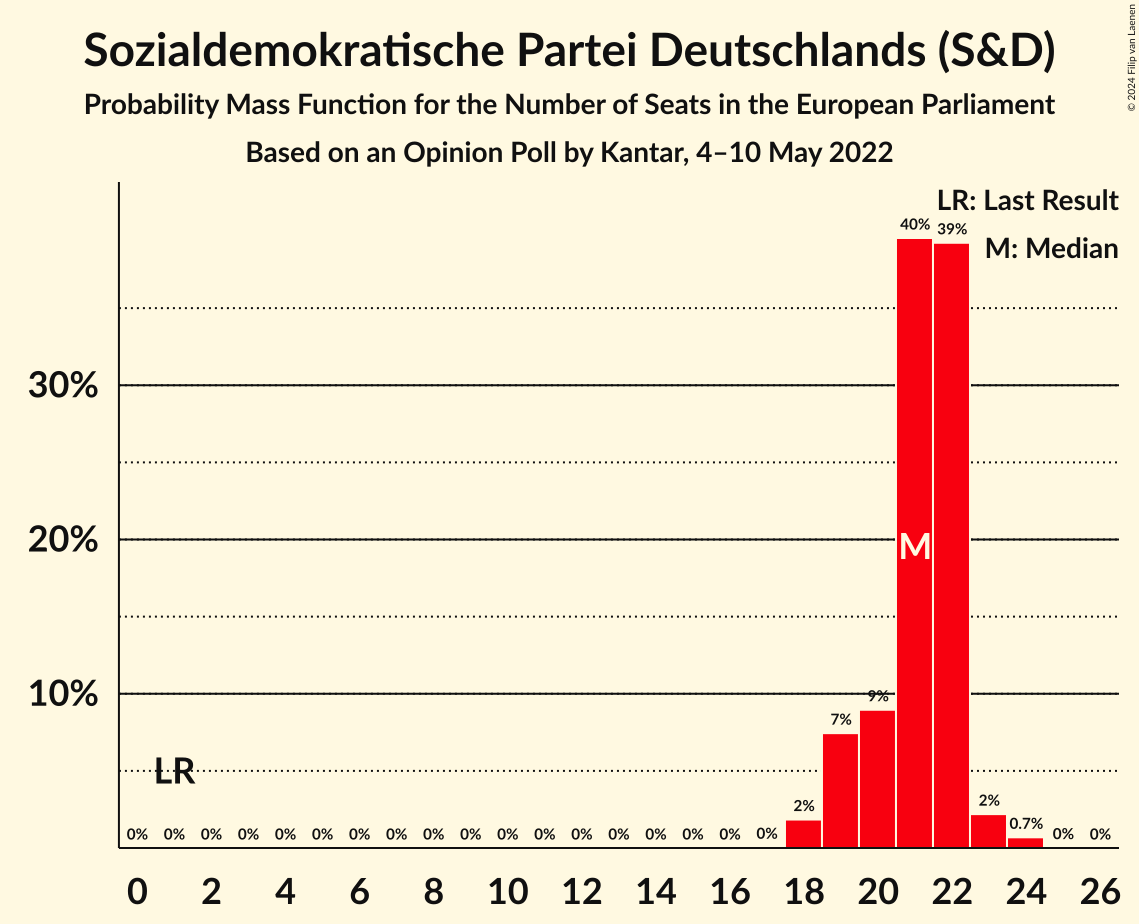 Sozialdemokratische Partei Deutschlands (S&D)
Probability Mass Function for the Number of Seats in the European Parliament
Based on an Opinion Poll by Kantar, 4–10 May 2022
© 2024 Filip van Laenen
LR: Last Result
M: Median
40% 39%
30%
20%
M
10%
9%
7%
LR
2% 2%
0.7%
0% 0% 0% 0% 0% 0% 0% 0% 0% 0% 0% 0% 0% 0% 0% 0% 0% 0% 0% 0%
0 2 4 6 8 10 12 14 16 18 20 22 24 26